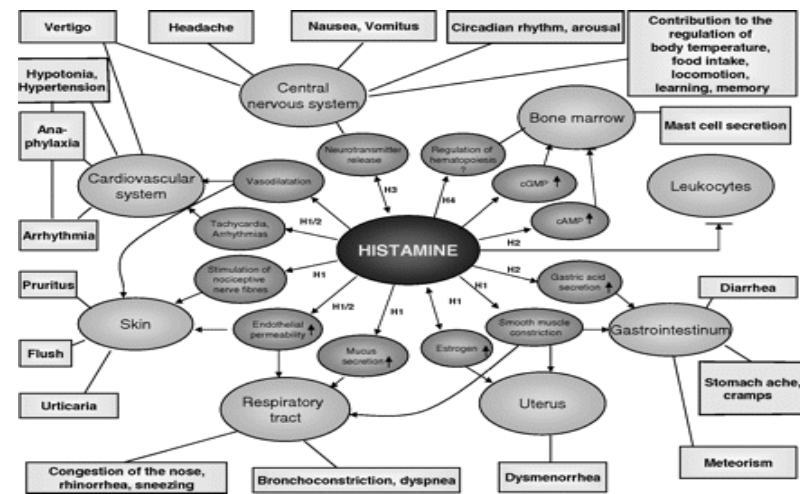 Vertigo
Headache
Nausea, Vomitus
Circadian rhythm, arousal
Contribution to the
regulation of
body temperature,
food intake,
locomotion,
learning, memory
Hypotonia,
Hypertension
Central
nervous system
Bone marrow
Mast cell secretion
Ana-
phylaxia
Neurotransmitter
release
Regulation of
hematopoiesis
?
Cardiovascular
system
Vasodilatation
H3
H4
cGMP
Leukocytes
Arrhythmia
Tachycardia,
Arrhythmias
H1/2
cAMP
H2
HISTAMINE
Pruritus
Stimulation of
nociceptive
nerve fibres
H1
H2
Gastric acid
secretion
Diarrhea
Skin
H1/2
H1
H1
H1
Endothelial
permeability
Mucus
secretion
Estrogen
Smooth muscle
constriction
Gastrointestinum
Flush
Urticaria
Respiratory
tract
Uterus
Stomach ache,
cramps
Congestion of the nose,
rhinorrhea, sneezing
Bronchoconstriction, dyspnea
Dysmenorrhea
Meteorism